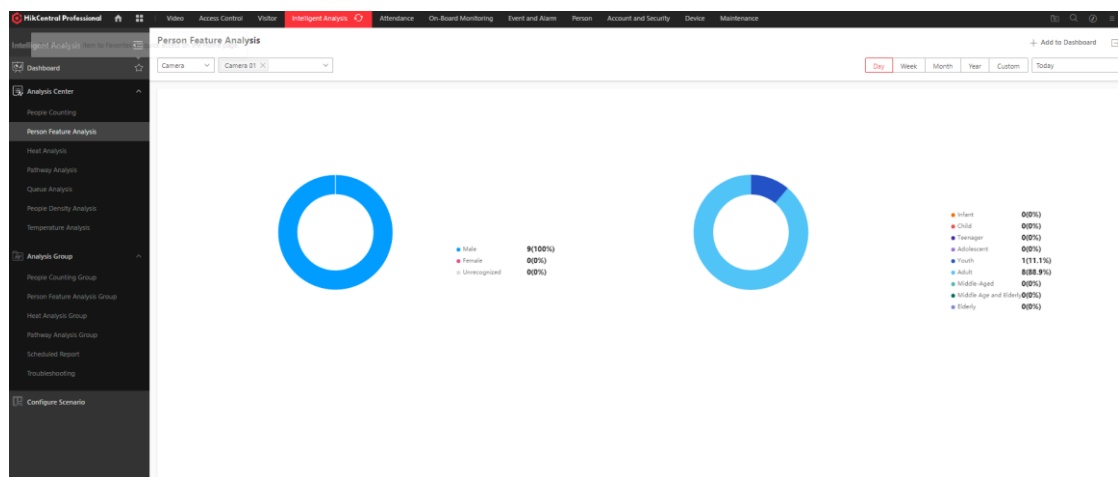 HikCentral Professional Video Access Control Visitor Intelligent Analysis Attendance On-Board Monitoring Event and Alarm Person Account and Security Device Maintenance
Intelligent Analysis
Person Feature Analysis
Add to Dashboard
Dashboard
Camera Camera 01
Day Week Month Year Custom Today
Analysis Center
People Counting
Person Feature Analysis
Heat Analysis
Pathway Analysis
Queue Analysis
People Density Analysis
Temperature Analysis
Analysis Group
People Counting Group
Person Feature Analysis Group
Heat Analysis Group
Pathway Analysis Group
Scheduled Report
Troubleshooting
Configure Scenario
Male 9(100%)
Female 0(0%)
Unrecognized 0(0%)
Infant 0(0%)
Child 0(0%)
Teenager 0(0%)
Adolescent 0(0%)
Youth 1(11.1%)
Adult 8(88.9%)
Middle-Aged 0(0%)
Middle Age and Elderly 0(0%)
Elderly 0(0%)